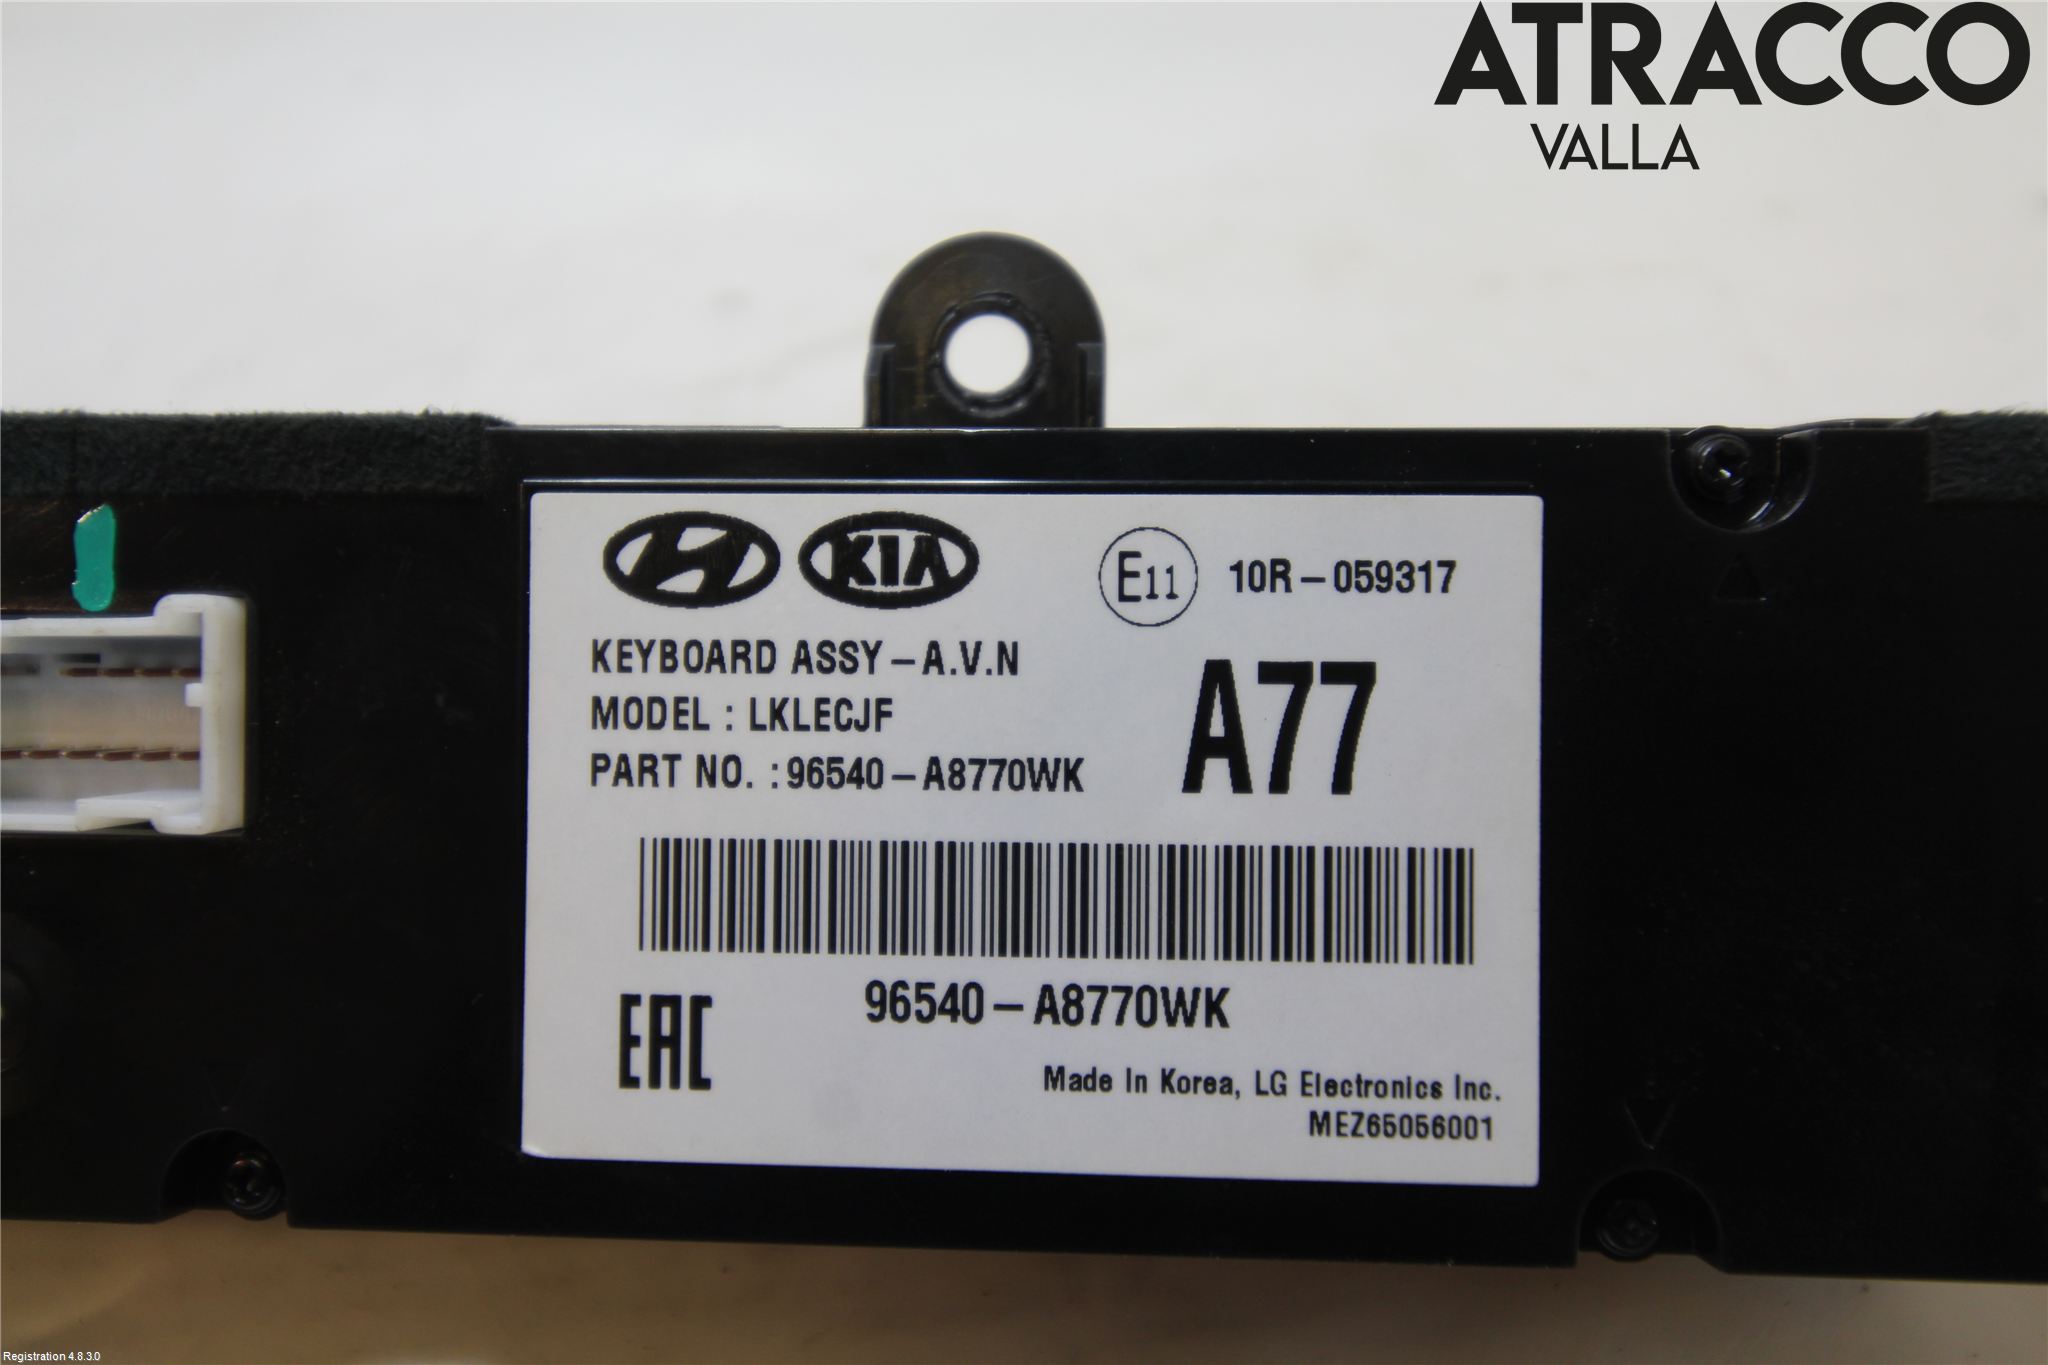 ATRACCO
VALLA
KIA
E11 10R-059317
KEYBOARD ASSY-A.V.N
MODEL : LKLECJF
PART NO. :96540-A8770WK
A77
96540-A8770WK
EAC
Made In Korea, LG Electronics Inc.
MEZ65056001
Registration 4.8.3.0